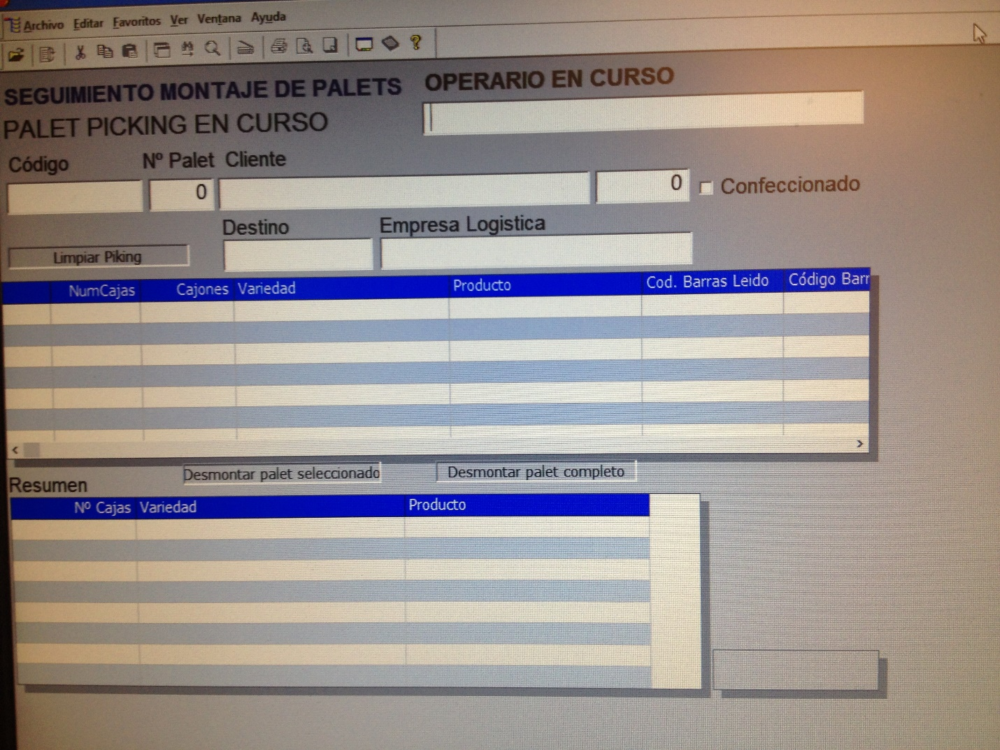 Archivo Editar Favoritos Ver Ventana Ayuda
SEGUIMIENTO MONTAJE DE PALETS OPERARIO EN CURSO
PALET PICKING EN CURSO
Código Nº Palet Cliente
0 0 Confeccionado
Destino Empresa Logistica
Limpiar Piking
NumCajas Cajones Variedad Producto Cod. Barras Leido Código Barr
Desmontar palet seleccionado Desmontar palet completo
Resumen
Nº Cajas Variedad Producto